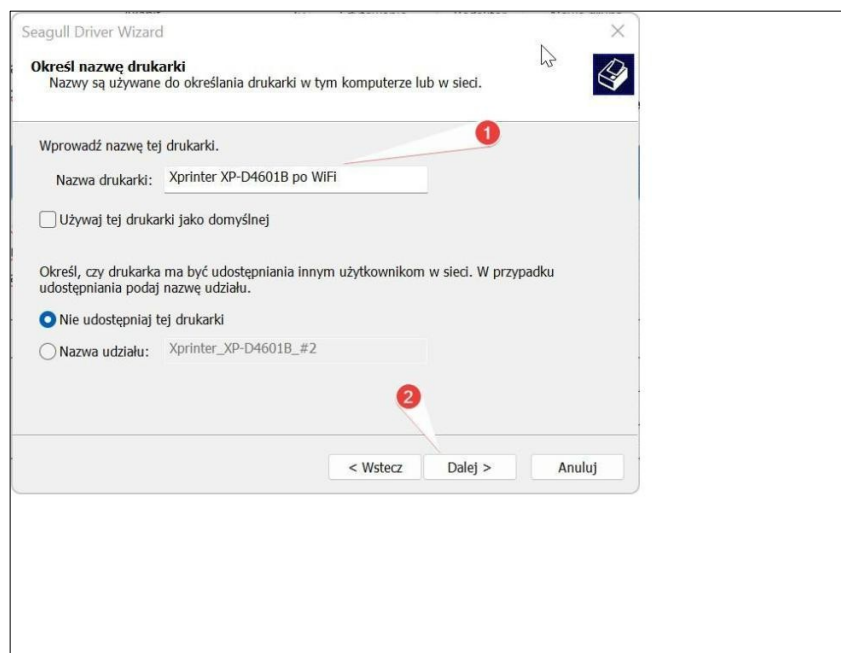 Seagull Driver Wizard
Określ nazwę drukarki
Nazwy są używane do określania drukarki w tym komputerze lub w sieci.
1
Wprowadź nazwę tej drukarki.
Nazwa drukarki: Xprinter XP-D4601B po WiFi
Używaj tej drukarki jako domyślnej
Określ, czy drukarka ma być udostępniania innym użytkownikom w sieci. W przypadku
udostępniania podaj nazwę udziału.
Nie udostępniaj tej drukarki
Nazwa udziału: Xprinter_XP-D4601B_#2
2
< Wstecz Dalej > Anuluj